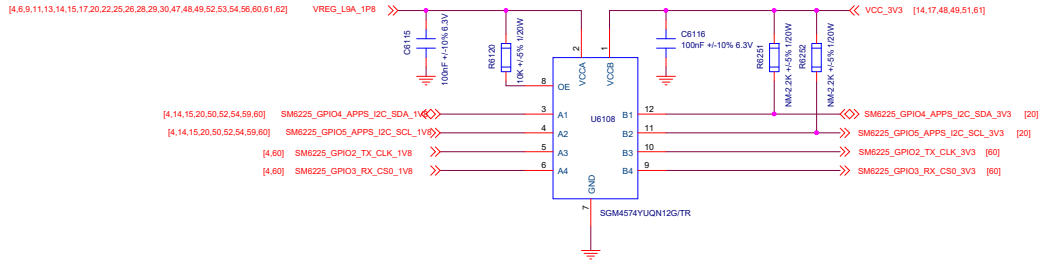 [4,6,9,11,13,14,15,17,20,22,25,26,28,29,30,47,48,49,52,53,54,56,60,61,62] VREG_L9A_1P8
VCC_3V3 [14,17,48,49,51,61]
C6115
100nF +/-10% 6.3V
R6120
10K +/-5% 1/20W
C6116
100nF +/-10% 6.3V
R6251
NM-2.2K +/-5% 1/20W
R6252
NM-2.2K +/-5% 1/20W
2
1
VCCA
VCCB
8 OE
[4,14,15,20,50,52,54,59,60] SM6225_GPIO4_APPS_I2C_SDA_1V8 3 A1
B1 12 SM6225_GPIO4_APPS_I2C_SDA_3V3 [20]
U6108
[4,14,15,20,50,52,54,59,60] SM6225_GPIO5_APPS_I2C_SCL_1V8 4 A2
B2 11 SM6225_GPIO5_APPS_I2C_SCL_3V3 [20]
[4,60] SM6225_GPIO2_TX_CLK_1V8 5 A3
B3 10 SM6225_GPIO2_TX_CLK_3V3 [60]
[4,60] SM6225_GPIO3_RX_CS0_1V8 6 A4
B4 9 SM6225_GPIO3_RX_CS0_3V3 [60]
GND
7
SGM4574YUQN12G/TR